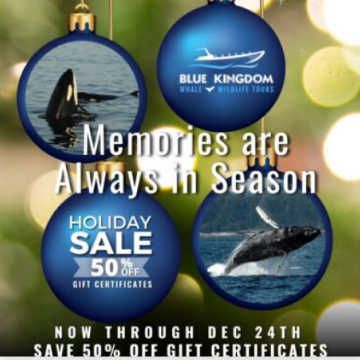 BLUE KINGDOM
WHALE WILDLIFE TOURS
Memories are
Always in Season
HOLIDAY
SALE
50% OFF
GIFT CERTIFICATES
NOW THROUGH DEC 24TH
SAVE 50% OFF GIFT CERTIFICATES